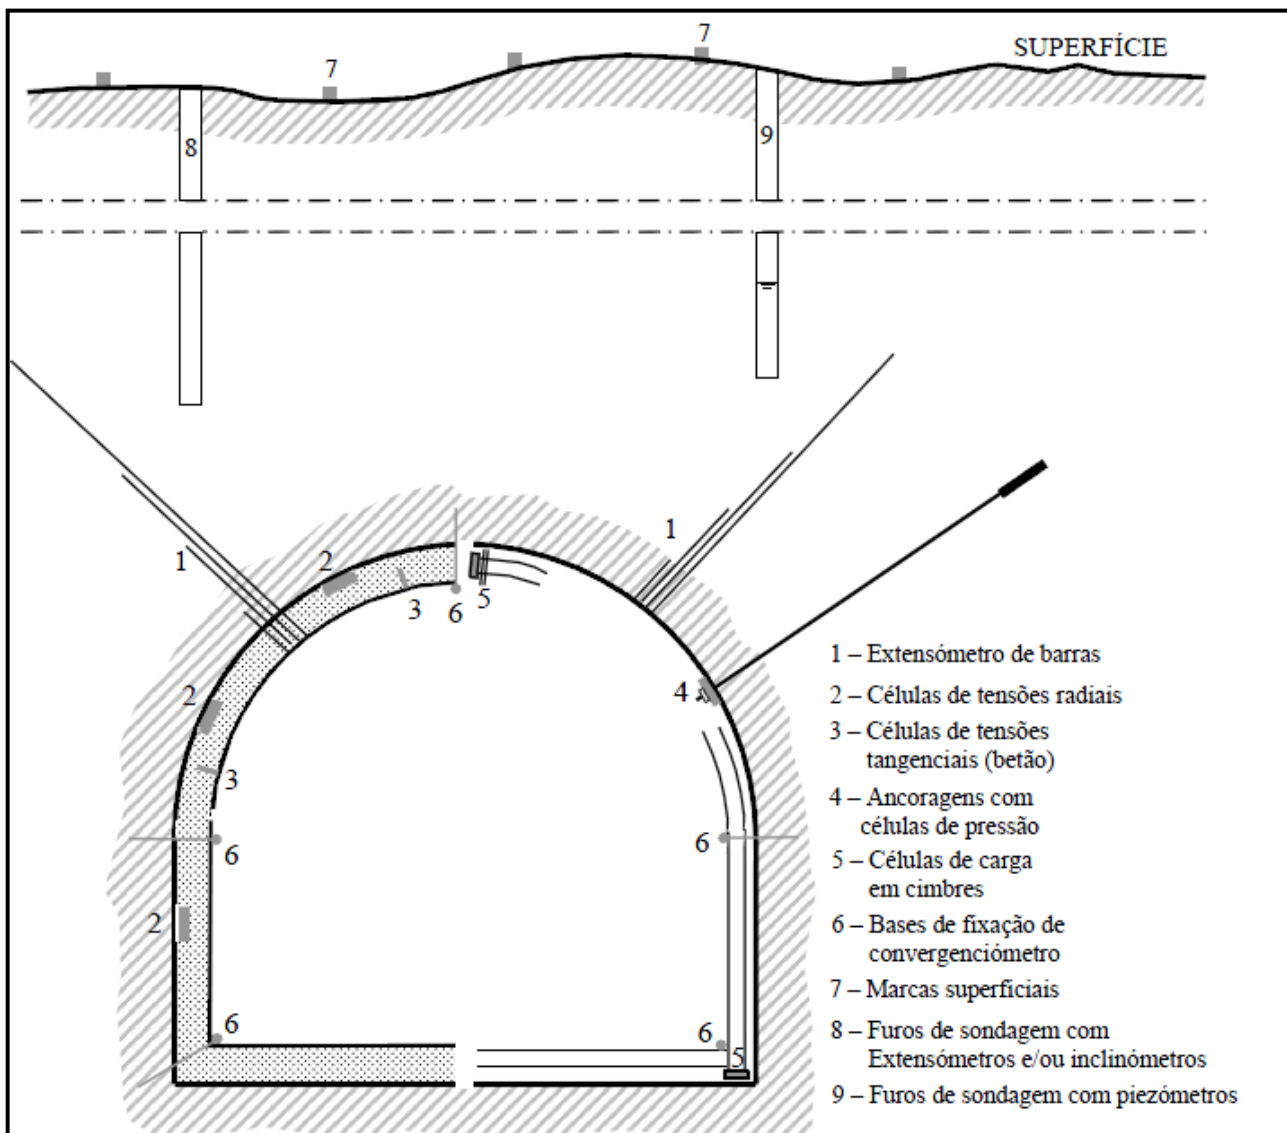 7
SUPERFÍCIE
7
8
9
1
1
2
3
6
5
2
4
3
6
6
2
6
6
5
1 – Extensómetro de barras
2 – Células de tensões radiais
3 – Células de tensões
tangenciais (betão)
4 – Ancoragens com
células de pressão
5 – Células de carga
em cimbres
6 – Bases de fixação de
convergenciómetro
7 – Marcas superficiais
8 – Furos de sondagem com
Extensómetros e/ou inclinómetros
9 – Furos de sondagem com piezómetros